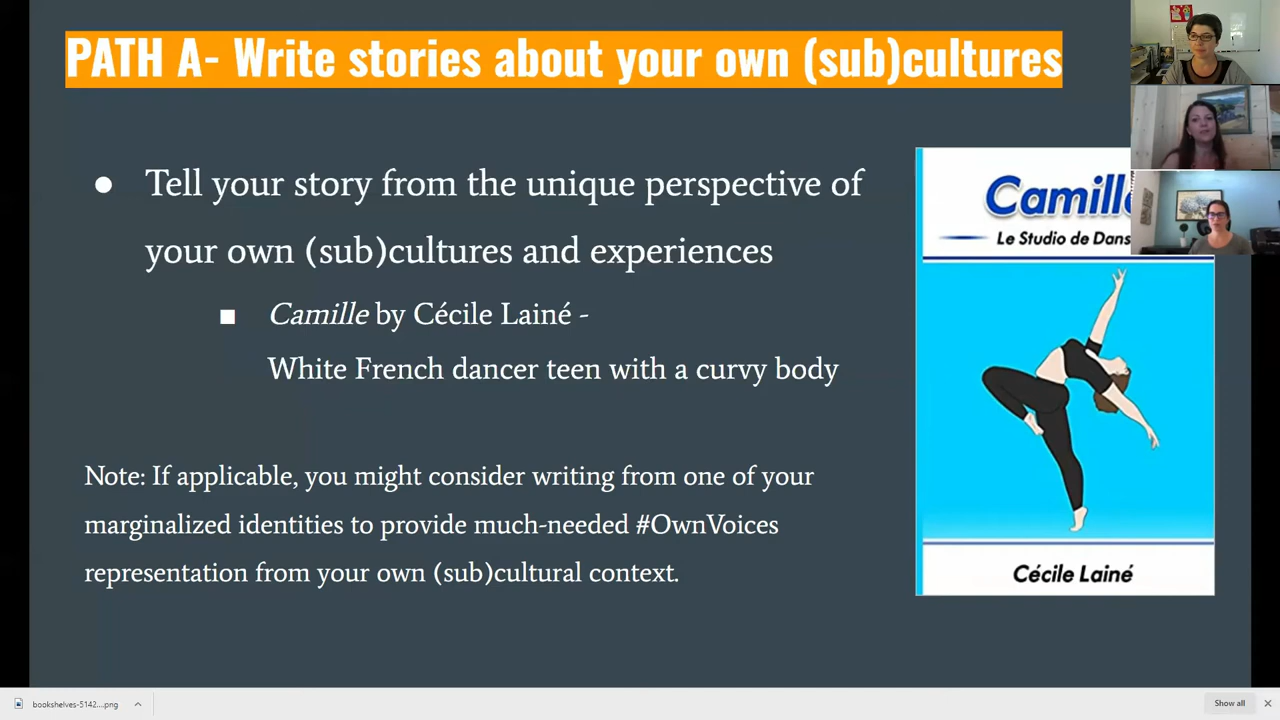 PATH A- Write stories about your own (sub)cultures
● Tell your story from the unique perspective of
your own (sub)cultures and experiences
■ Camille by Cécile Lainé -
White French dancer teen with a curvy body
Note: If applicable, you might consider writing from one of your
marginalized identities to provide much-needed #OwnVoices
representation from your own (sub)cultural context.
Camille
Le Studio de Dans
Cécile Lainé
bookshelves-5142....png
Show all